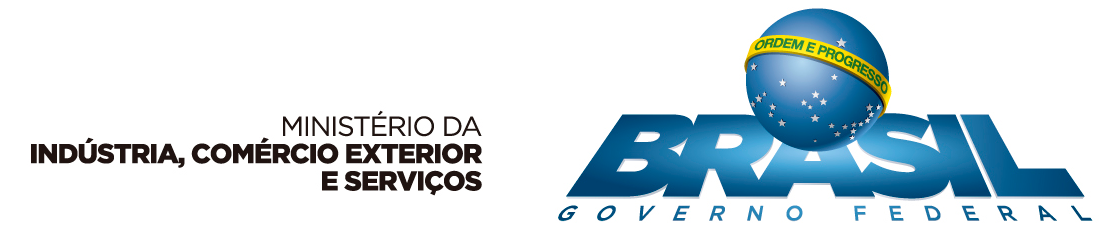 MINISTÉRIO DA
INDÚSTRIA, COMÉRCIO EXTERIOR
E SERVIÇOS
ORDEM E PROGRESSO
BRASIL
GOVERNO FEDERAL